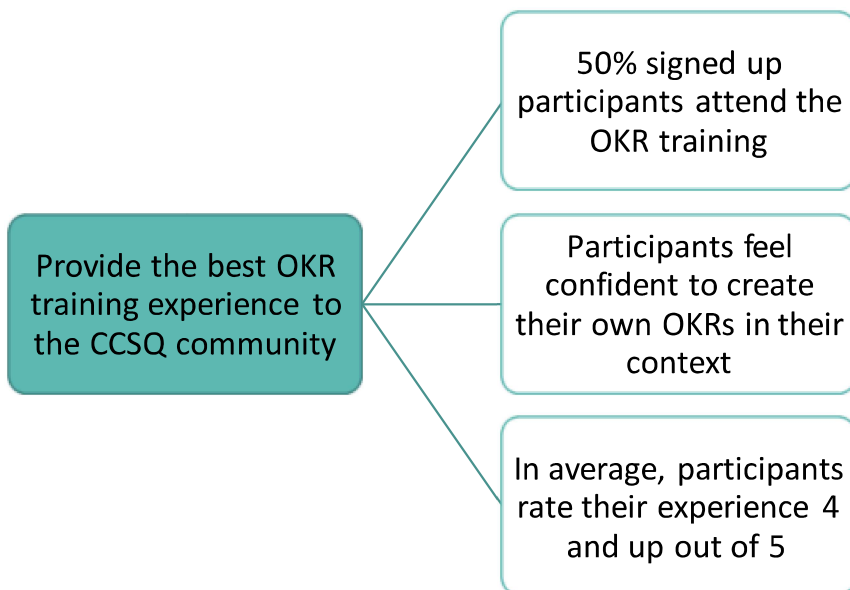 Provide the best OKR
training experience to
the CCSQ community
50% signed up
participants attend the
OKR training
Participants feel
confident to create
their own OKRs in their
context
In average, participants
rate their experience 4
and up out of 5